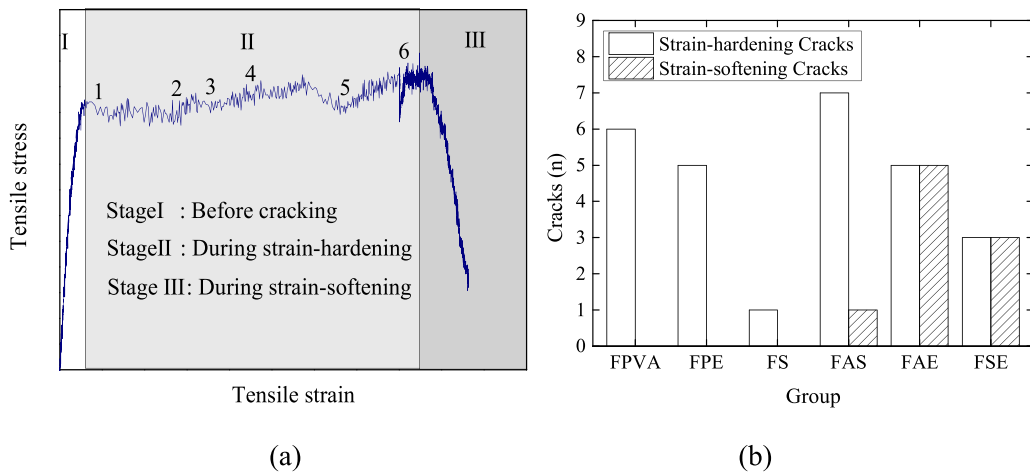 (a)
I
II
III
1
2
3
4
5
6
StageI : Before cracking
StageII : During strain-hardening
Stage III: During strain-softening
Tensile stress
Tensile strain
(b)
Strain-hardening Cracks
Strain-softening Cracks
Cracks (n)
9
8
7
6
5
4
3
2
1
0
FPVA FPE FS FAS FAE FSE
Group